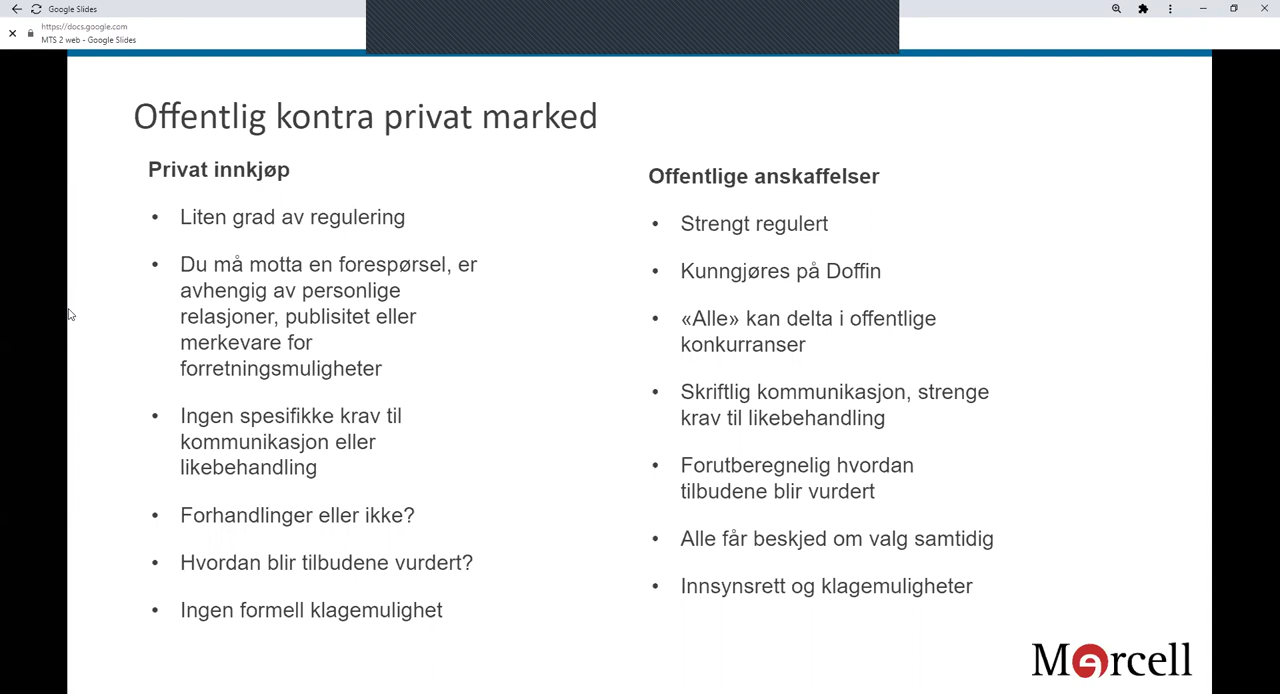 Google Slides
https://docs.google.com
MTS 2 web - Google Slides
Offentlig kontra privat marked
Privat innkjøp
• Liten grad av regulering
• Du må motta en forespørsel, er
avhengig av personlige
relasjoner, publisitet eller
merkevare for
forretningsmuligheter
• Ingen spesifikke krav til
kommunikasjon eller
likebehandling
• Forhandlinger eller ikke?
• Hvordan blir tilbudene vurdert?
• Ingen formell klagemulighet
Offentlige anskaffelser
• Strengt regulert
• Kunngjøres på Doffin
• «Alle» kan delta i offentlige
konkurranser
• Skriftlig kommunikasjon, strenge
krav til likebehandling
• Forutberegnelig hvordan
tilbudene blir vurdert
• Alle får beskjed om valg samtidig
• Innsynsrett og klagemuligheter
Mercell